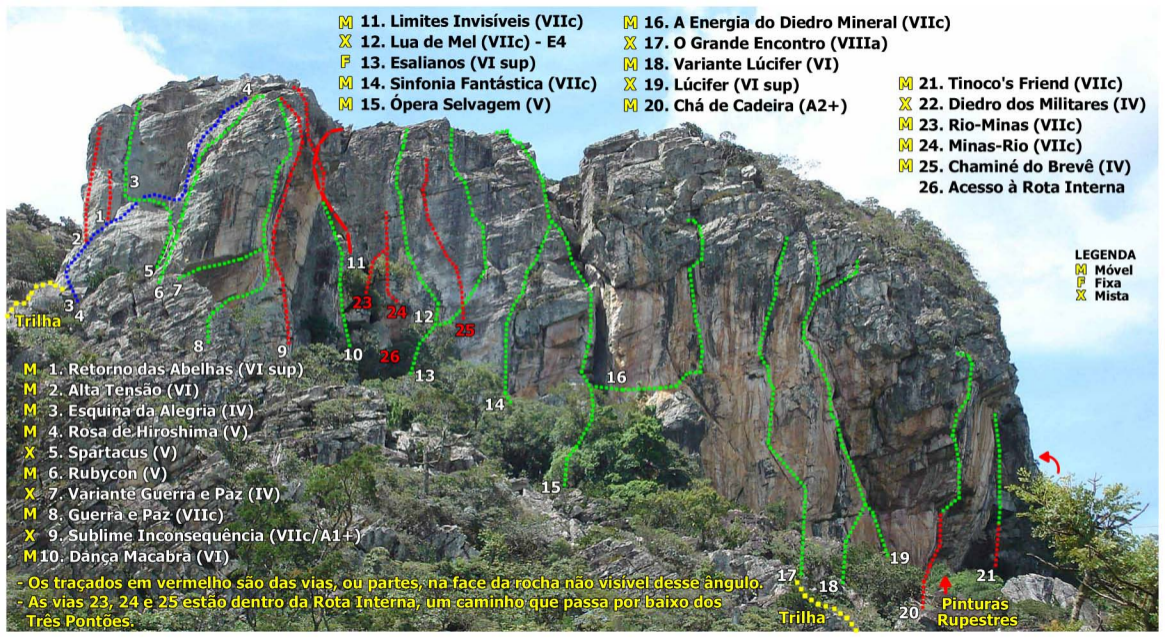 M 11. Limites Invisíveis (VIIc)
X 12. Lua de Mel (VIIc) - E4
F 13. Esalianos (VI sup)
M 14. Sinfonia Fantástica (VIIc)
M 15. Ópera Selvagem (V)
M 16. A Energia do Diedro Mineral (VIIc)
X 17. O Grande Encontro (VIIIa)
M 18. Variante Lúcifer (VI)
X 19. Lúcifer (VI sup)
M 20. Chá de Cadeira (A2+)
M 21. Tinoco's Friend (VIIc)
X 22. Diedro dos Militares (IV)
M 23. Rio-Minas (VIIc)
M 24. Minas-Rio (VIIc)
M 25. Chaminé do Brevê (IV)
26. Acesso à Rota Interna
LEGENDA
M Móvel
F Fixa
X Mista
4
3
1
2
5
6
7
3
4
Trilha
8
9
10
11
23
24
12
25
26
13
14
15
16
17
18
19
20
21
Trilha
Pinturas
Rupestres
M 1. Retorno das Abelhas (VI sup)
M 2. Alta Tensão (VI)
M 3. Esquina da Alegria (IV)
M 4. Rosa de Hiroshima (V)
X 5. Spartacus (V)
M 6. Rubycon (V)
X 7. Variante Guerra e Paz (IV)
M 8. Guerra e Paz (VIIc)
X 9. Sublime Inconsequência (VIIc/A1+)
M 10. Dança Macabra (VI)
- Os traçados em vermelho são das vias, ou partes, na face da rocha não visível desse ângulo.
- As vias 23, 24 e 25 estão dentro da Rota Interna, um caminho que passa por baixo dos
Três Pontões.